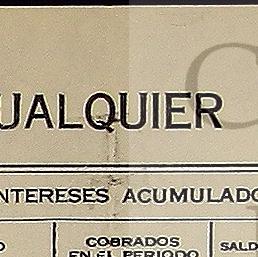 UALQUIER
NTERESES ACUMULADO
O COBRADOS SALD
EN EL PERIODO